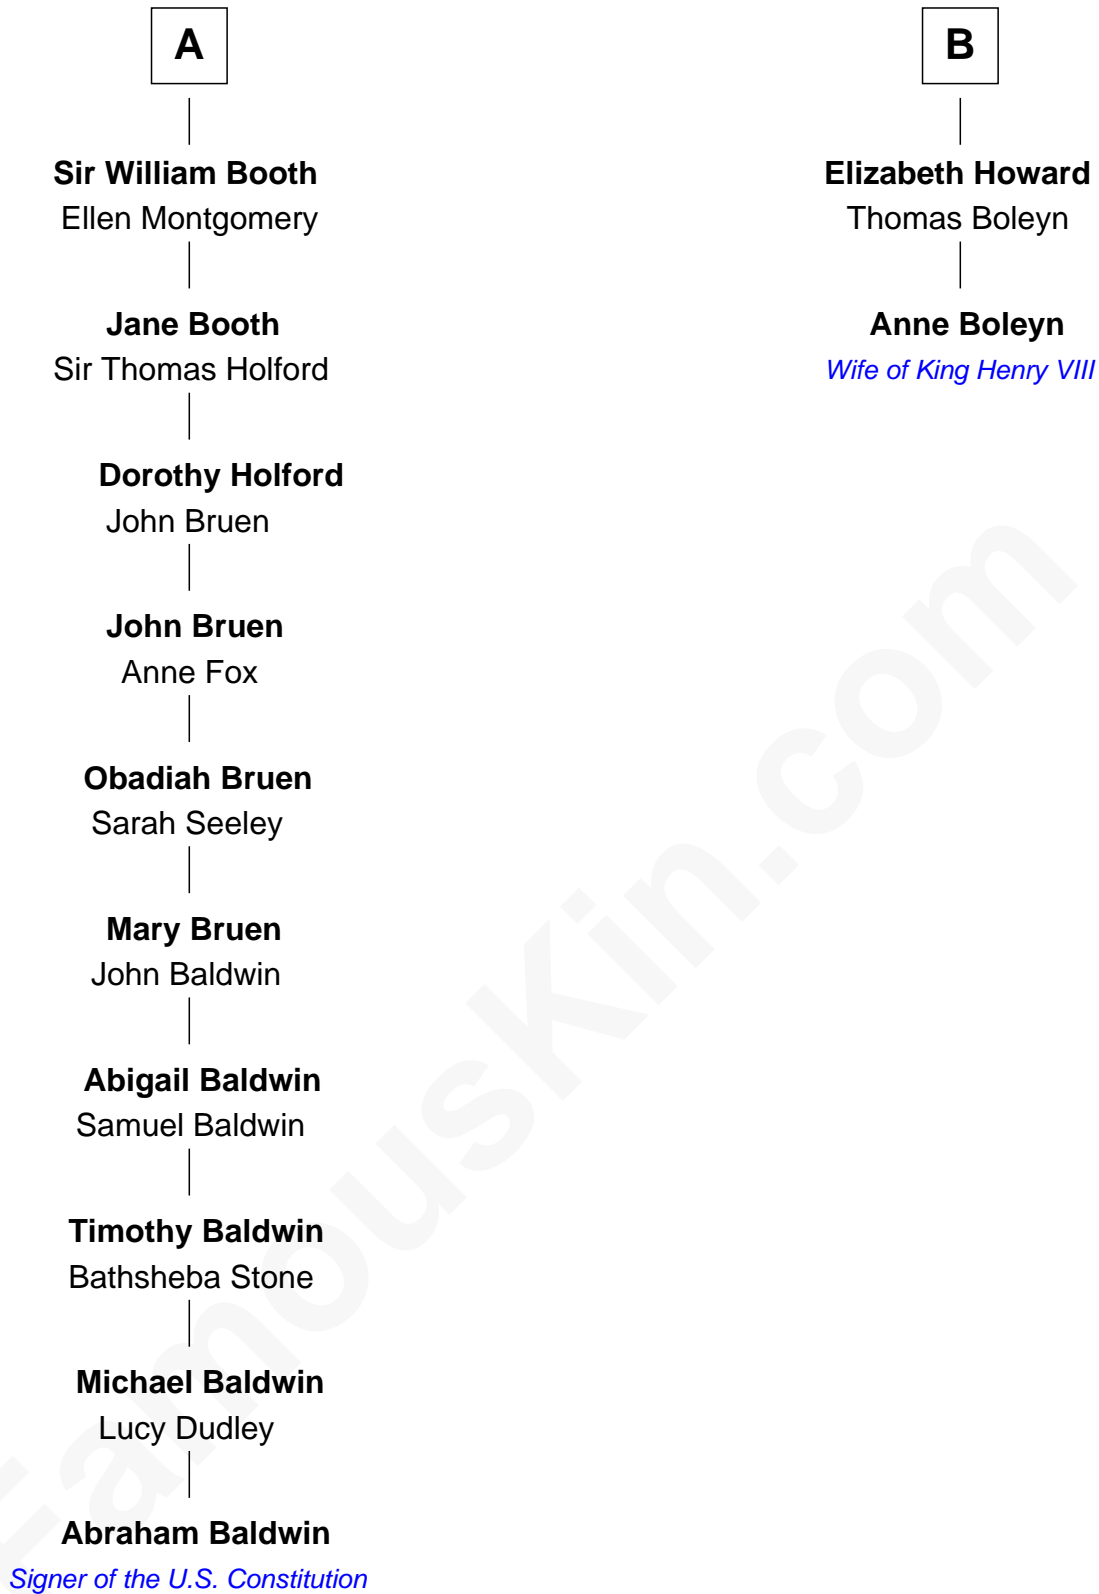 A
Sir William Booth
Ellen Montgomery
Jane Booth
Sir Thomas Holford
Dorothy Holford
John Bruen
John Bruen
Anne Fox
Obadiah Bruen
Sarah Seeley
Mary Bruen
John Baldwin
Abigail Baldwin
Samuel Baldwin
Timothy Baldwin
Bathsheba Stone
Michael Baldwin
Lucy Dudley
Abraham Baldwin
Signer of the U.S. Constitution
B
Elizabeth Howard
Thomas Boleyn
Anne Boleyn
Wife of King Henry VIII
FamousKin.com